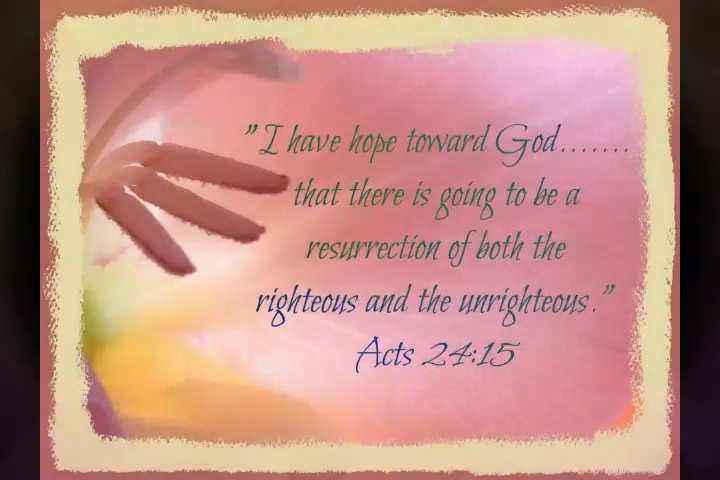 ”I have hope toward God.......
that there is going to be a
resurrection of both the
righteous and the unrighteous.”
Acts 24:15